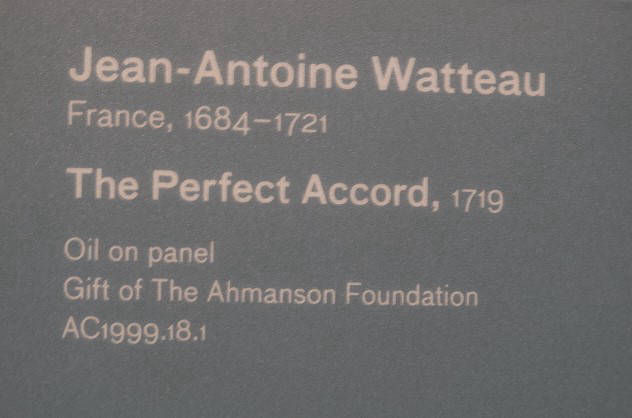 Jean-Antoine Watteau
France, 1684–1721
The Perfect Accord, 1719
Oil on panel
Gift of The Ahmanson Foundation
AC1999.18.1